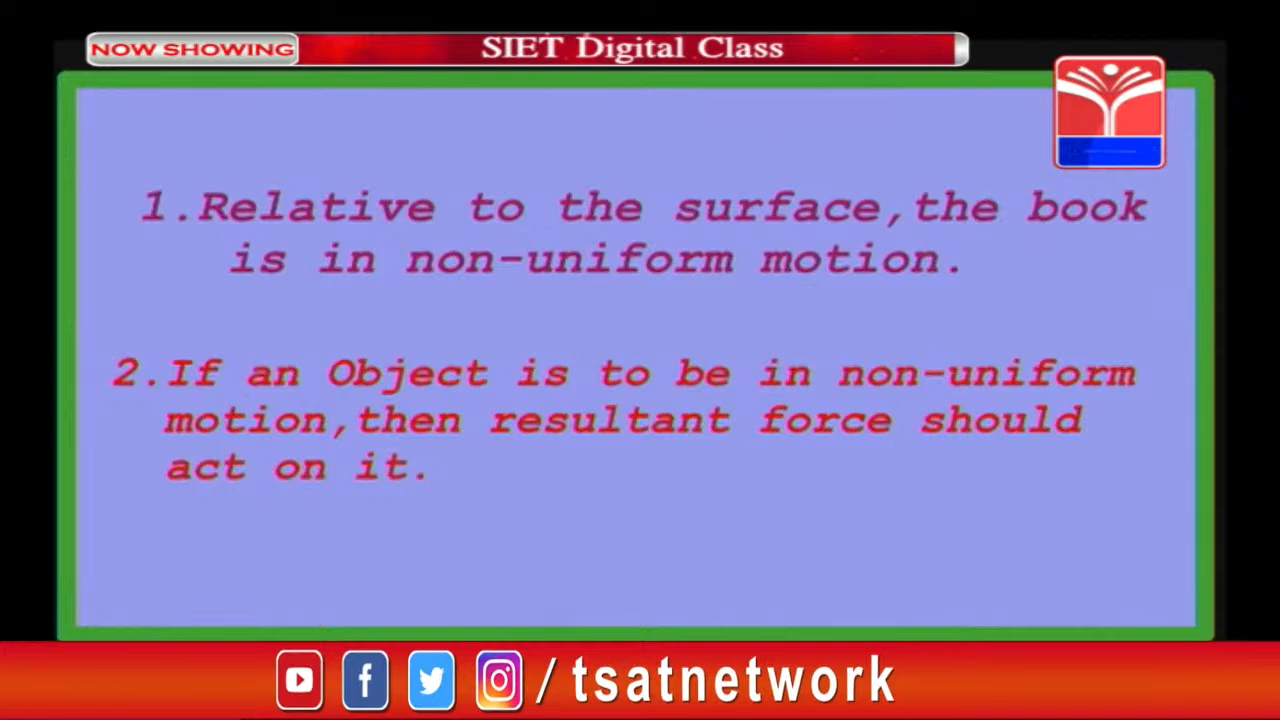 NOW SHOWING
SIET Digital Class
1.Relative to the surface,the book
is in non-uniform motion.
2.If an Object is to be in non-uniform
motion,then resultant force should
act on it.
/tsatnetwork